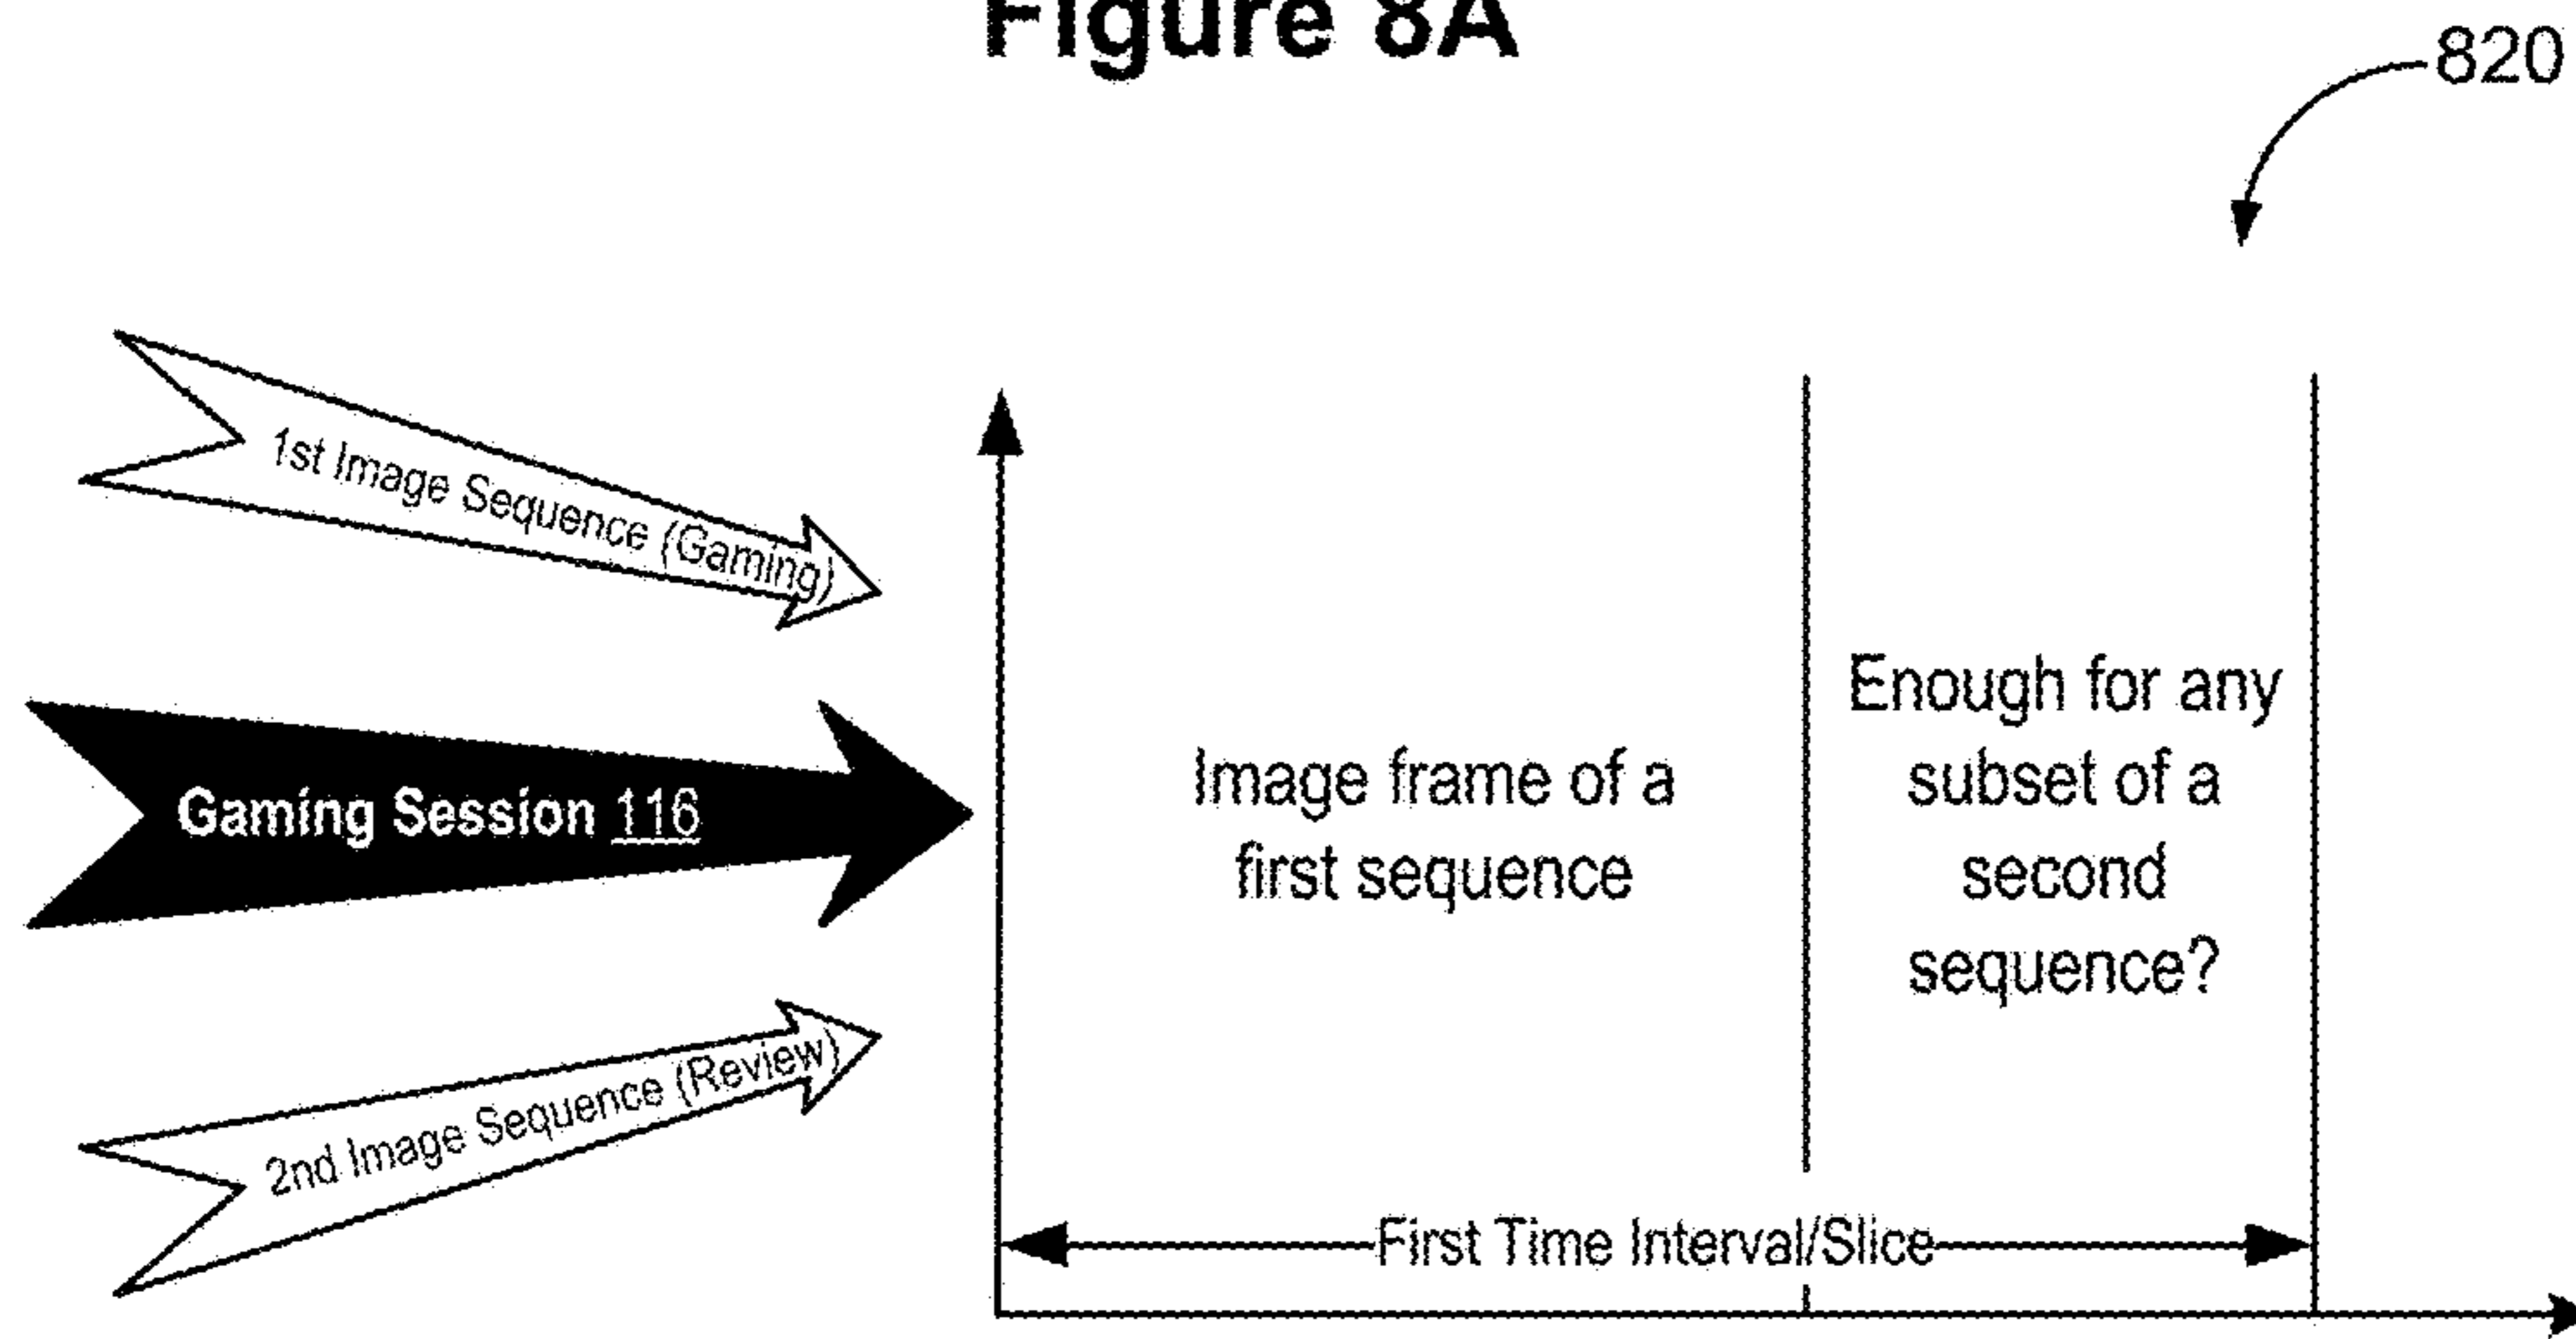 Figure 8A
820
1st Image Sequence (Gaming)
Gaming Session 116
2nd Image Sequence (Review)
Image frame of a
first sequence
Enough for any
subset of a
second
sequence?
First Time Interval/Slice